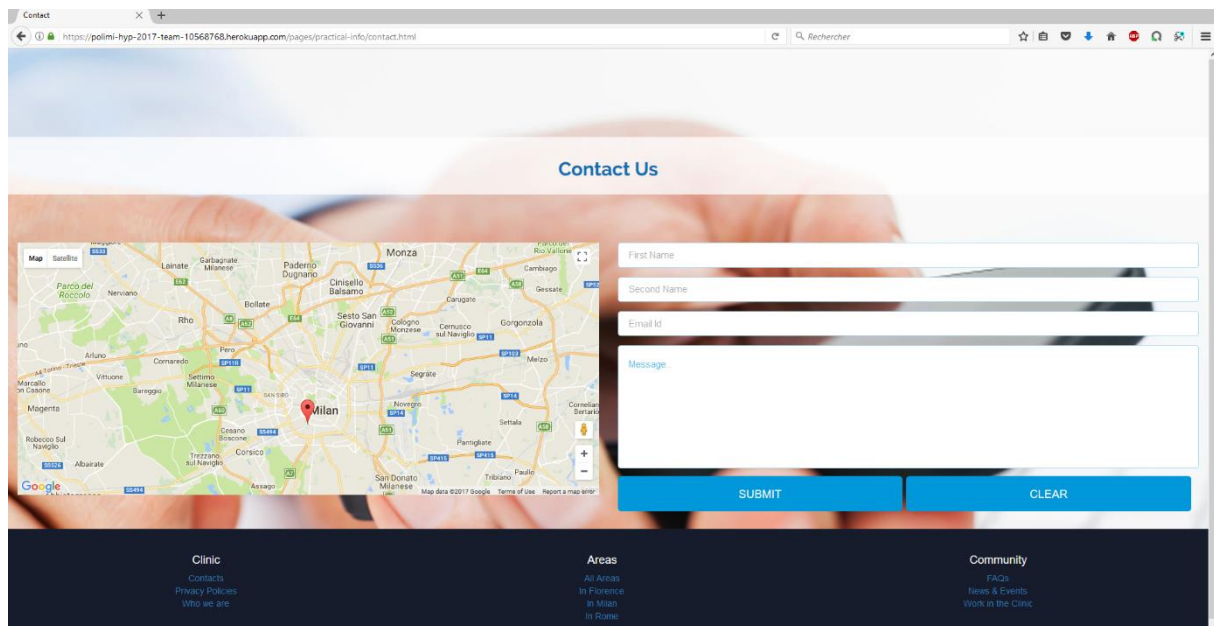 Contact
https://polimi-hyp-2017-team-10568768.herokuapp.com/pages/practical-info/contact.html
Rechercher
Contact Us
Map Satellite
Parco del
Roccolo
Nerviano
Lainate
Garbagnate
Milanese
Paderno
Dugnano
Monza
Rio Vallone
Cambiago
Cinisello
Balsamo
Gessate
Bollate
Carugate
Rho
Sesto San
Giovanni
Cologno
Monzese
Cernusco
sul Naviglio
Gorgonzola
Pero
Arluno
Cornaredo
Melzo
Vittuone
Settimo
Milanese
Segrate
Marcallo
Bareggio
SAN SIRO
Magenta
Milan
Novegro
Settala
Robecco Sul
Naviglio
Cesano
Boscone
Pantigliate
Albairate
Trezzano
sul Naviglio
Corsico
San Donato
Milanese
Tribiano
Paullo
Assago
Google
Map data ©2017 Google Terms of Use Report a map error
First Name
Second Name
Email Id
Message..
SUBMIT
CLEAR
Clinic
Contacts
Privacy Policies
Who we are
Areas
All Areas
In Florence
In Milan
In Rome
Community
FAQs
News & Events
Work in the Clinic